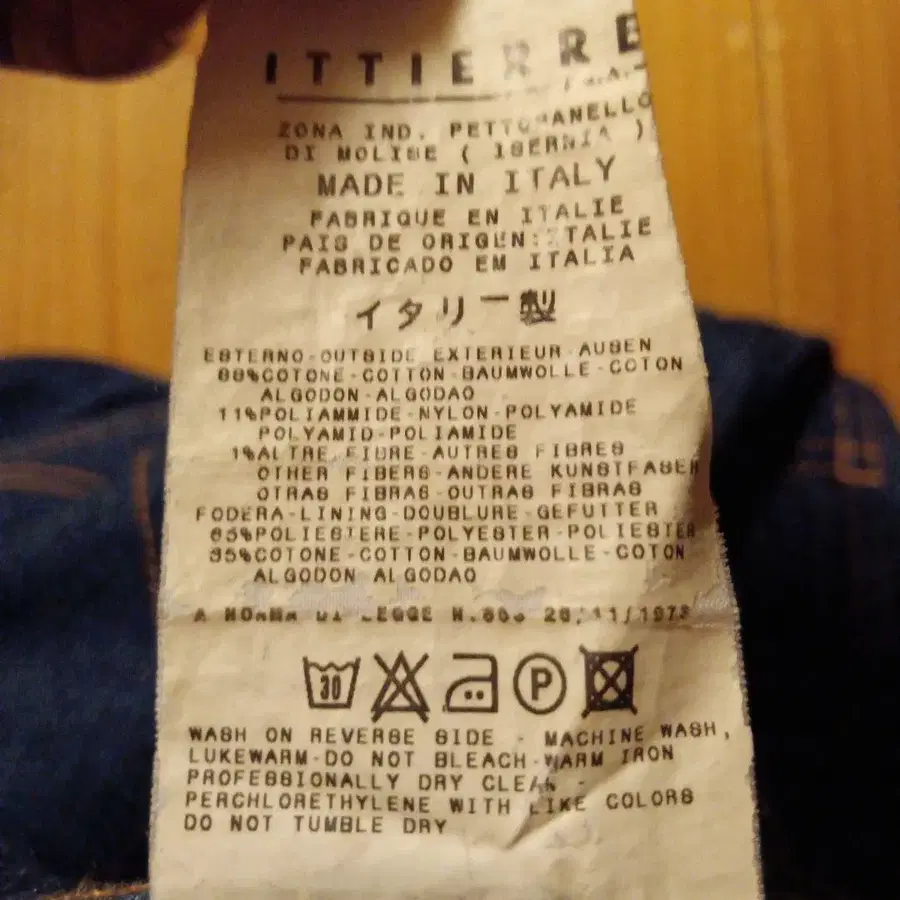 ITTIERRE
ZONA IND. PETTORANELLO
DI MOLISE ( ISERNIA )
MADE IN ITALY
FABRIQUE EN ITALIE
PAIS DE ORIGEN: ITALIE
FABRICADO EM ITALIA
イタリー製
ESTERNO-OUTSIDE EXTERIEUR-AUSEN
88%COTONE-COTTON-BAUMWOLLE-COTON
ALGODON-ALGODAO
11%POLIAMMIDE-NYLON-POLYAMIDE
POLYAMID-POLIAMIDE
1%ALTRE FIBRE-AUTRES FIBRES
OTHER FIBERS-ANDERE KUNSTFASER
OTRAS FIBRAS-OUTRAS FIBRAS
FODERA-LINING-DOUBLURE-GEFUTTER
65%POLIESTERE-POLYESTER-POLIESTER
35%COTONE-COTTON-BAUMWOLLE-COTON
ALGODON ALGODAO
A NORMA DI LEGGE N. 26/11/1973
30 P
WASH ON REVERSE SIDE - MACHINE WASH,
LUKEWARM-DO NOT BLEACH-WARM IRON
PROFESSIONALLY DRY CLEAN -
PERCHLORETHYLENE WITH LIKE COLORS
DO NOT TUMBLE DRY